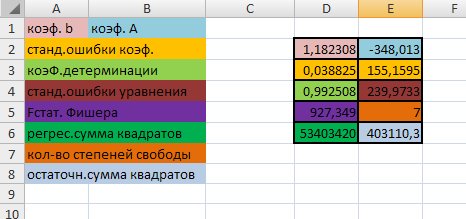 A B C D E F
1 коэф. b коэф. А
2 станд.ошибки коэф. 1,182308 -348,013
3 коэФ.детерминации 0,038825 155,1595
4 станд.ошибки уравнения 0,992508 239,9733
5 Fстат. Фишера 927,349 7
6 регрес.сумма квадратов 53403420 403110,3
7 кол-во степеней свободы
8 остаточн.сумма квадратов
9
10